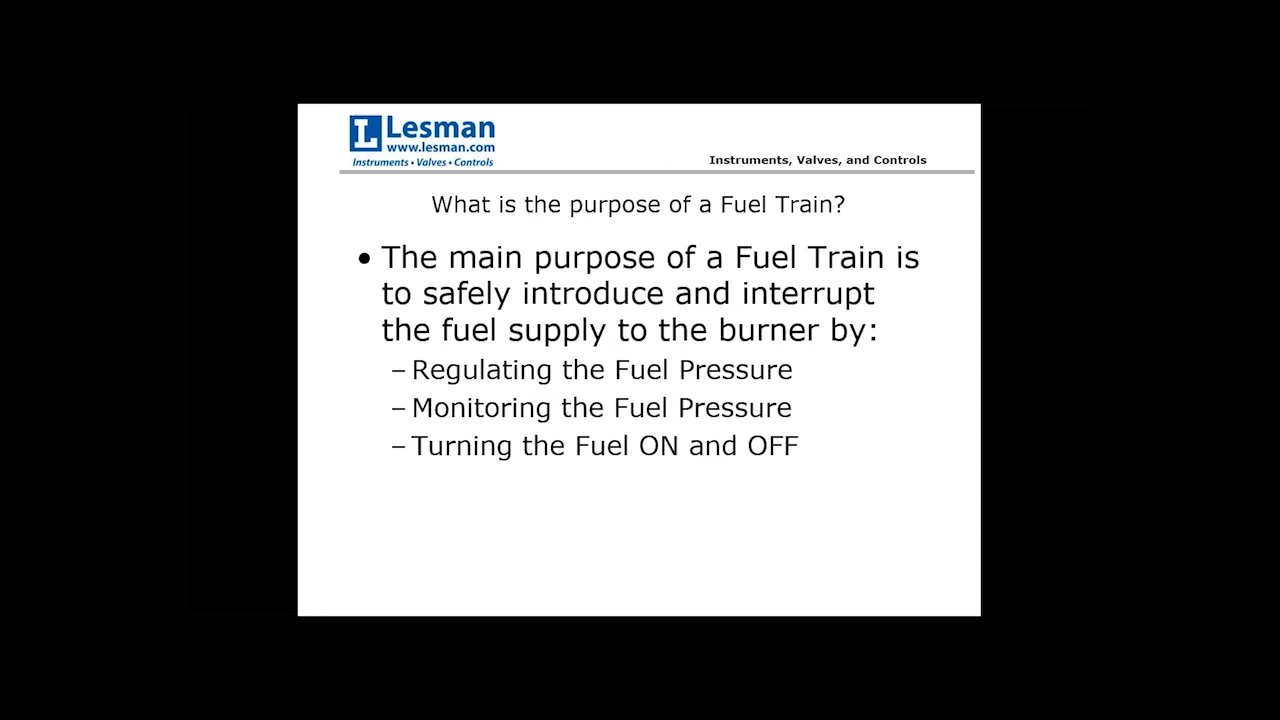 L Lesman
www.lesman.com
Instruments • Valves • Controls
Instruments, Valves, and Controls
What is the purpose of a Fuel Train?
• The main purpose of a Fuel Train is
to safely introduce and interrupt
the fuel supply to the burner by:
– Regulating the Fuel Pressure
– Monitoring the Fuel Pressure
– Turning the Fuel ON and OFF